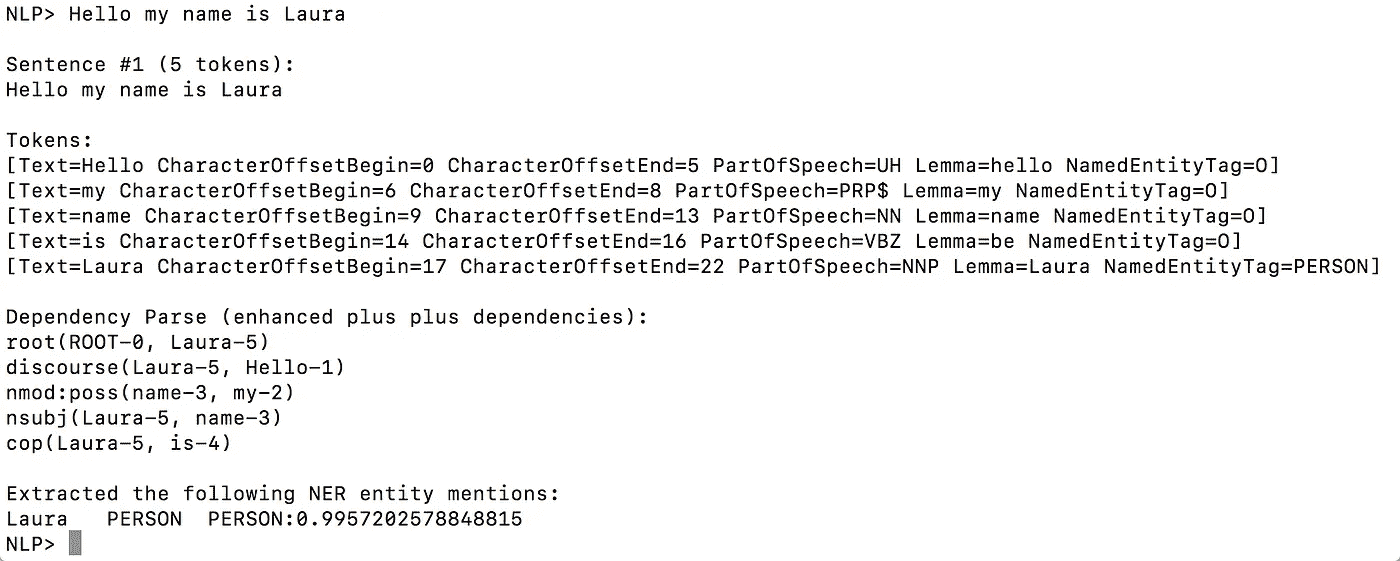 NLP> Hello my name is Laura
Sentence #1 (5 tokens):
Hello my name is Laura
Tokens:
[Text=Hello CharacterOffsetBegin=0 CharacterOffsetEnd=5 PartOfSpeech=UH Lemma=hello NamedEntityTag=O]
[Text=my CharacterOffsetBegin=6 CharacterOffsetEnd=8 PartOfSpeech=PRP$ Lemma=my NamedEntityTag=O]
[Text=name CharacterOffsetBegin=9 CharacterOffsetEnd=13 PartOfSpeech=NN Lemma=name NamedEntityTag=O]
[Text=is CharacterOffsetBegin=14 CharacterOffsetEnd=16 PartOfSpeech=VBZ Lemma=be NamedEntityTag=O]
[Text=Laura CharacterOffsetBegin=17 CharacterOffsetEnd=22 PartOfSpeech=NNP Lemma=Laura NamedEntityTag=PERSON]
Dependency Parse (enhanced plus plus dependencies):
root(ROOT-0, Laura-5)
discourse(Laura-5, Hello-1)
nmod:poss(name-3, my-2)
nsubj(Laura-5, name-3)
cop(Laura-5, is-4)
Extracted the following NER entity mentions:
Laura   PERSON  PERSON:0.9957202578848815
NLP>